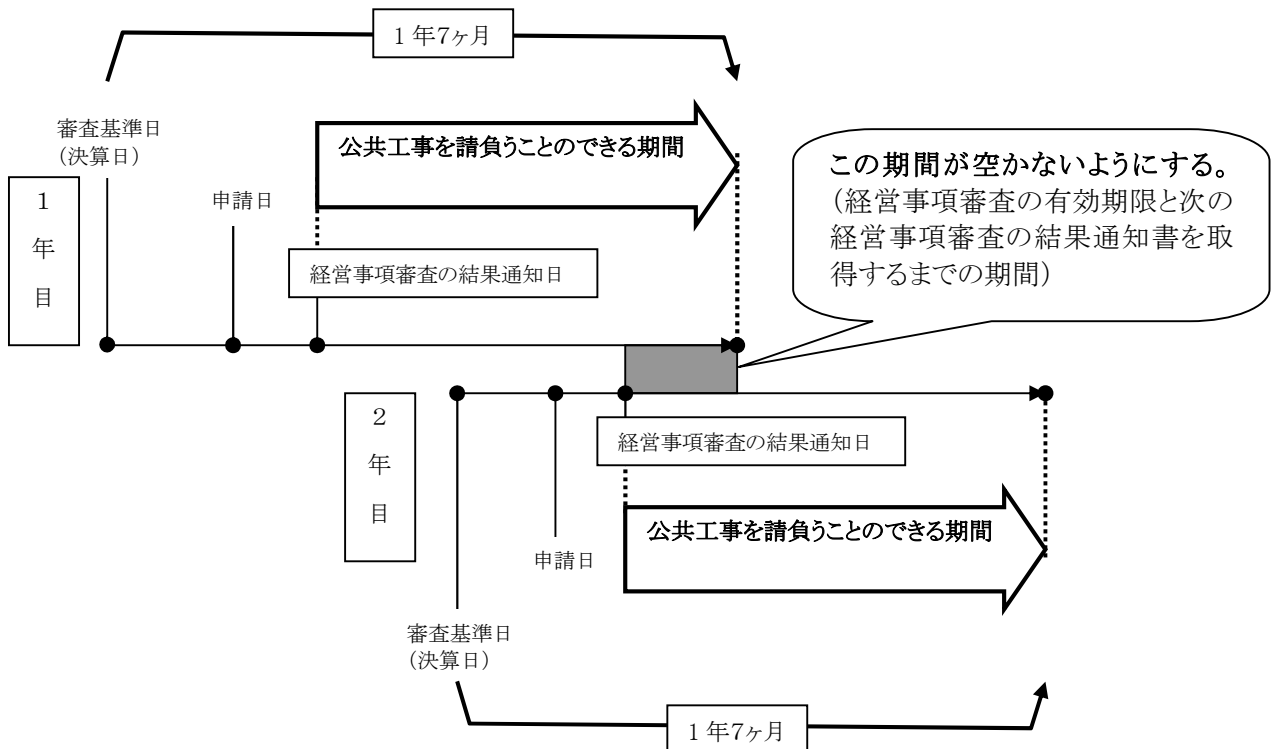 1年7ヶ月
審査基準日
(決算日)
公共工事を請負うことのできる期間
この期間が空かないようにする。
(経営事項審査の有効期限と次の
経営事項審査の結果通知書を取
得するまでの期間)
1
年
目
申請日
経営事項審査の結果通知日
2
年
目
経営事項審査の結果通知日
公共工事を請負うことのできる期間
申請日
審査基準日
(決算日)
1年7ヶ月